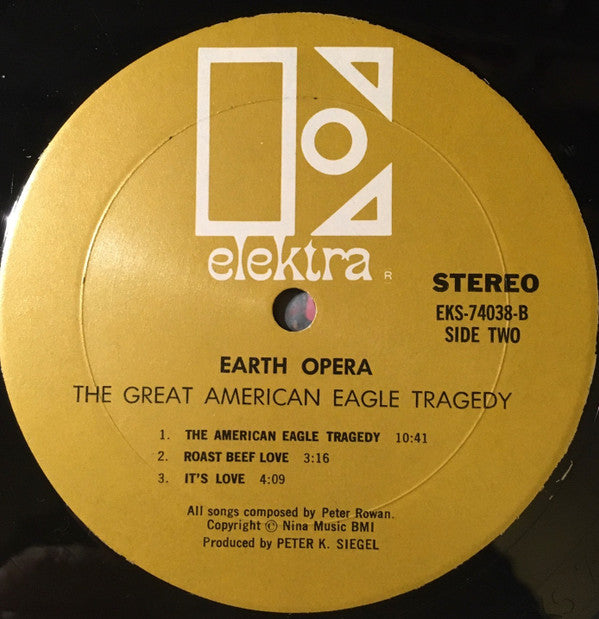 elektra R
STEREO
EKS-74038-B
SIDE TWO
EARTH OPERA
THE GREAT AMERICAN EAGLE TRAGEDY
1. THE AMERICAN EAGLE TRAGEDY 10:41
2. ROAST BEEF LOVE 3:16
3. IT'S LOVE 4:09
All songs composed by Peter Rowan.
Copyright © Nina Music BMI
Produced by PETER K. SIEGEL